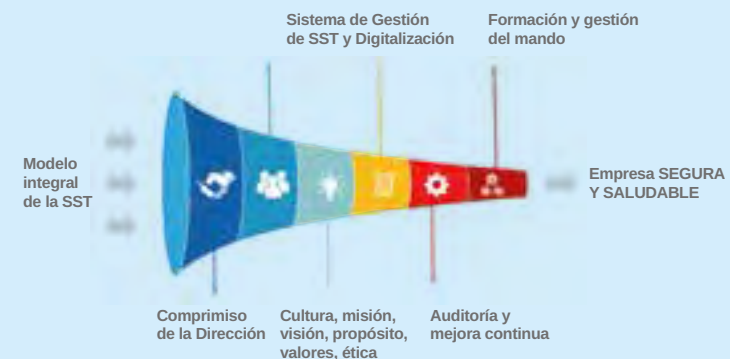 Sistema de Gestión
de SST y Digitalización
Formación y gestión
del mando
Modelo
integral
de la SST
Empresa SEGURA
Y SALUDABLE
Comprimiso
de la Dirección
Cultura, misión,
visión, propósito,
valores, ética
Auditoría y
mejora continua